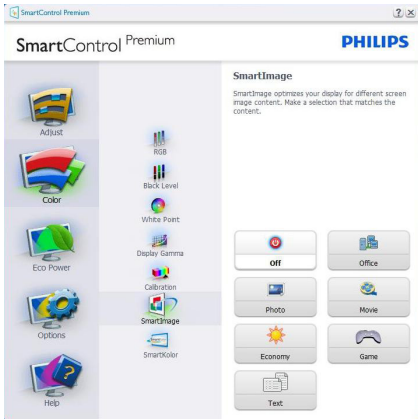 SmartControl Premium
SmartControl Premium
PHILIPS
Adjust
Color
Eco Power
Options
Help
RGB
Black Level
White Point
Display Gamma
Calibration
SmartImage
SmartKolor
SmartImage
SmartImage optimizes your display for different screen
image content. Make a selection that matches the
content.
Off
Office
Photo
Movie
Economy
Game
Text